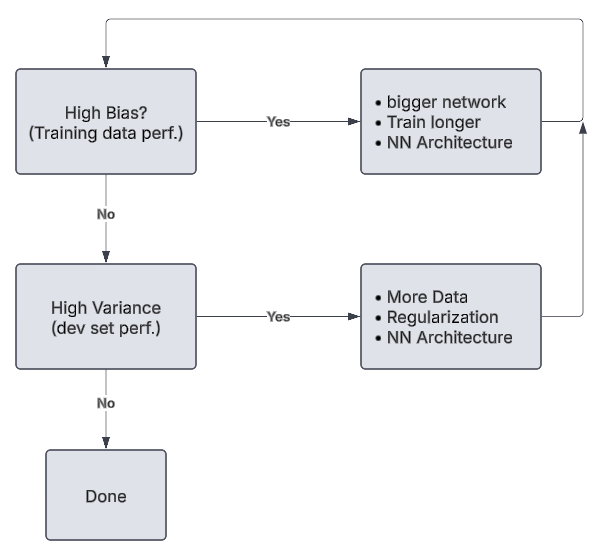 High Bias?
(Training data perf.)
Yes
• bigger network
• Train longer
• NN Architecture
No
High Variance
(dev set perf.)
Yes
• More Data
• Regularization
• NN Architecture
No
Done